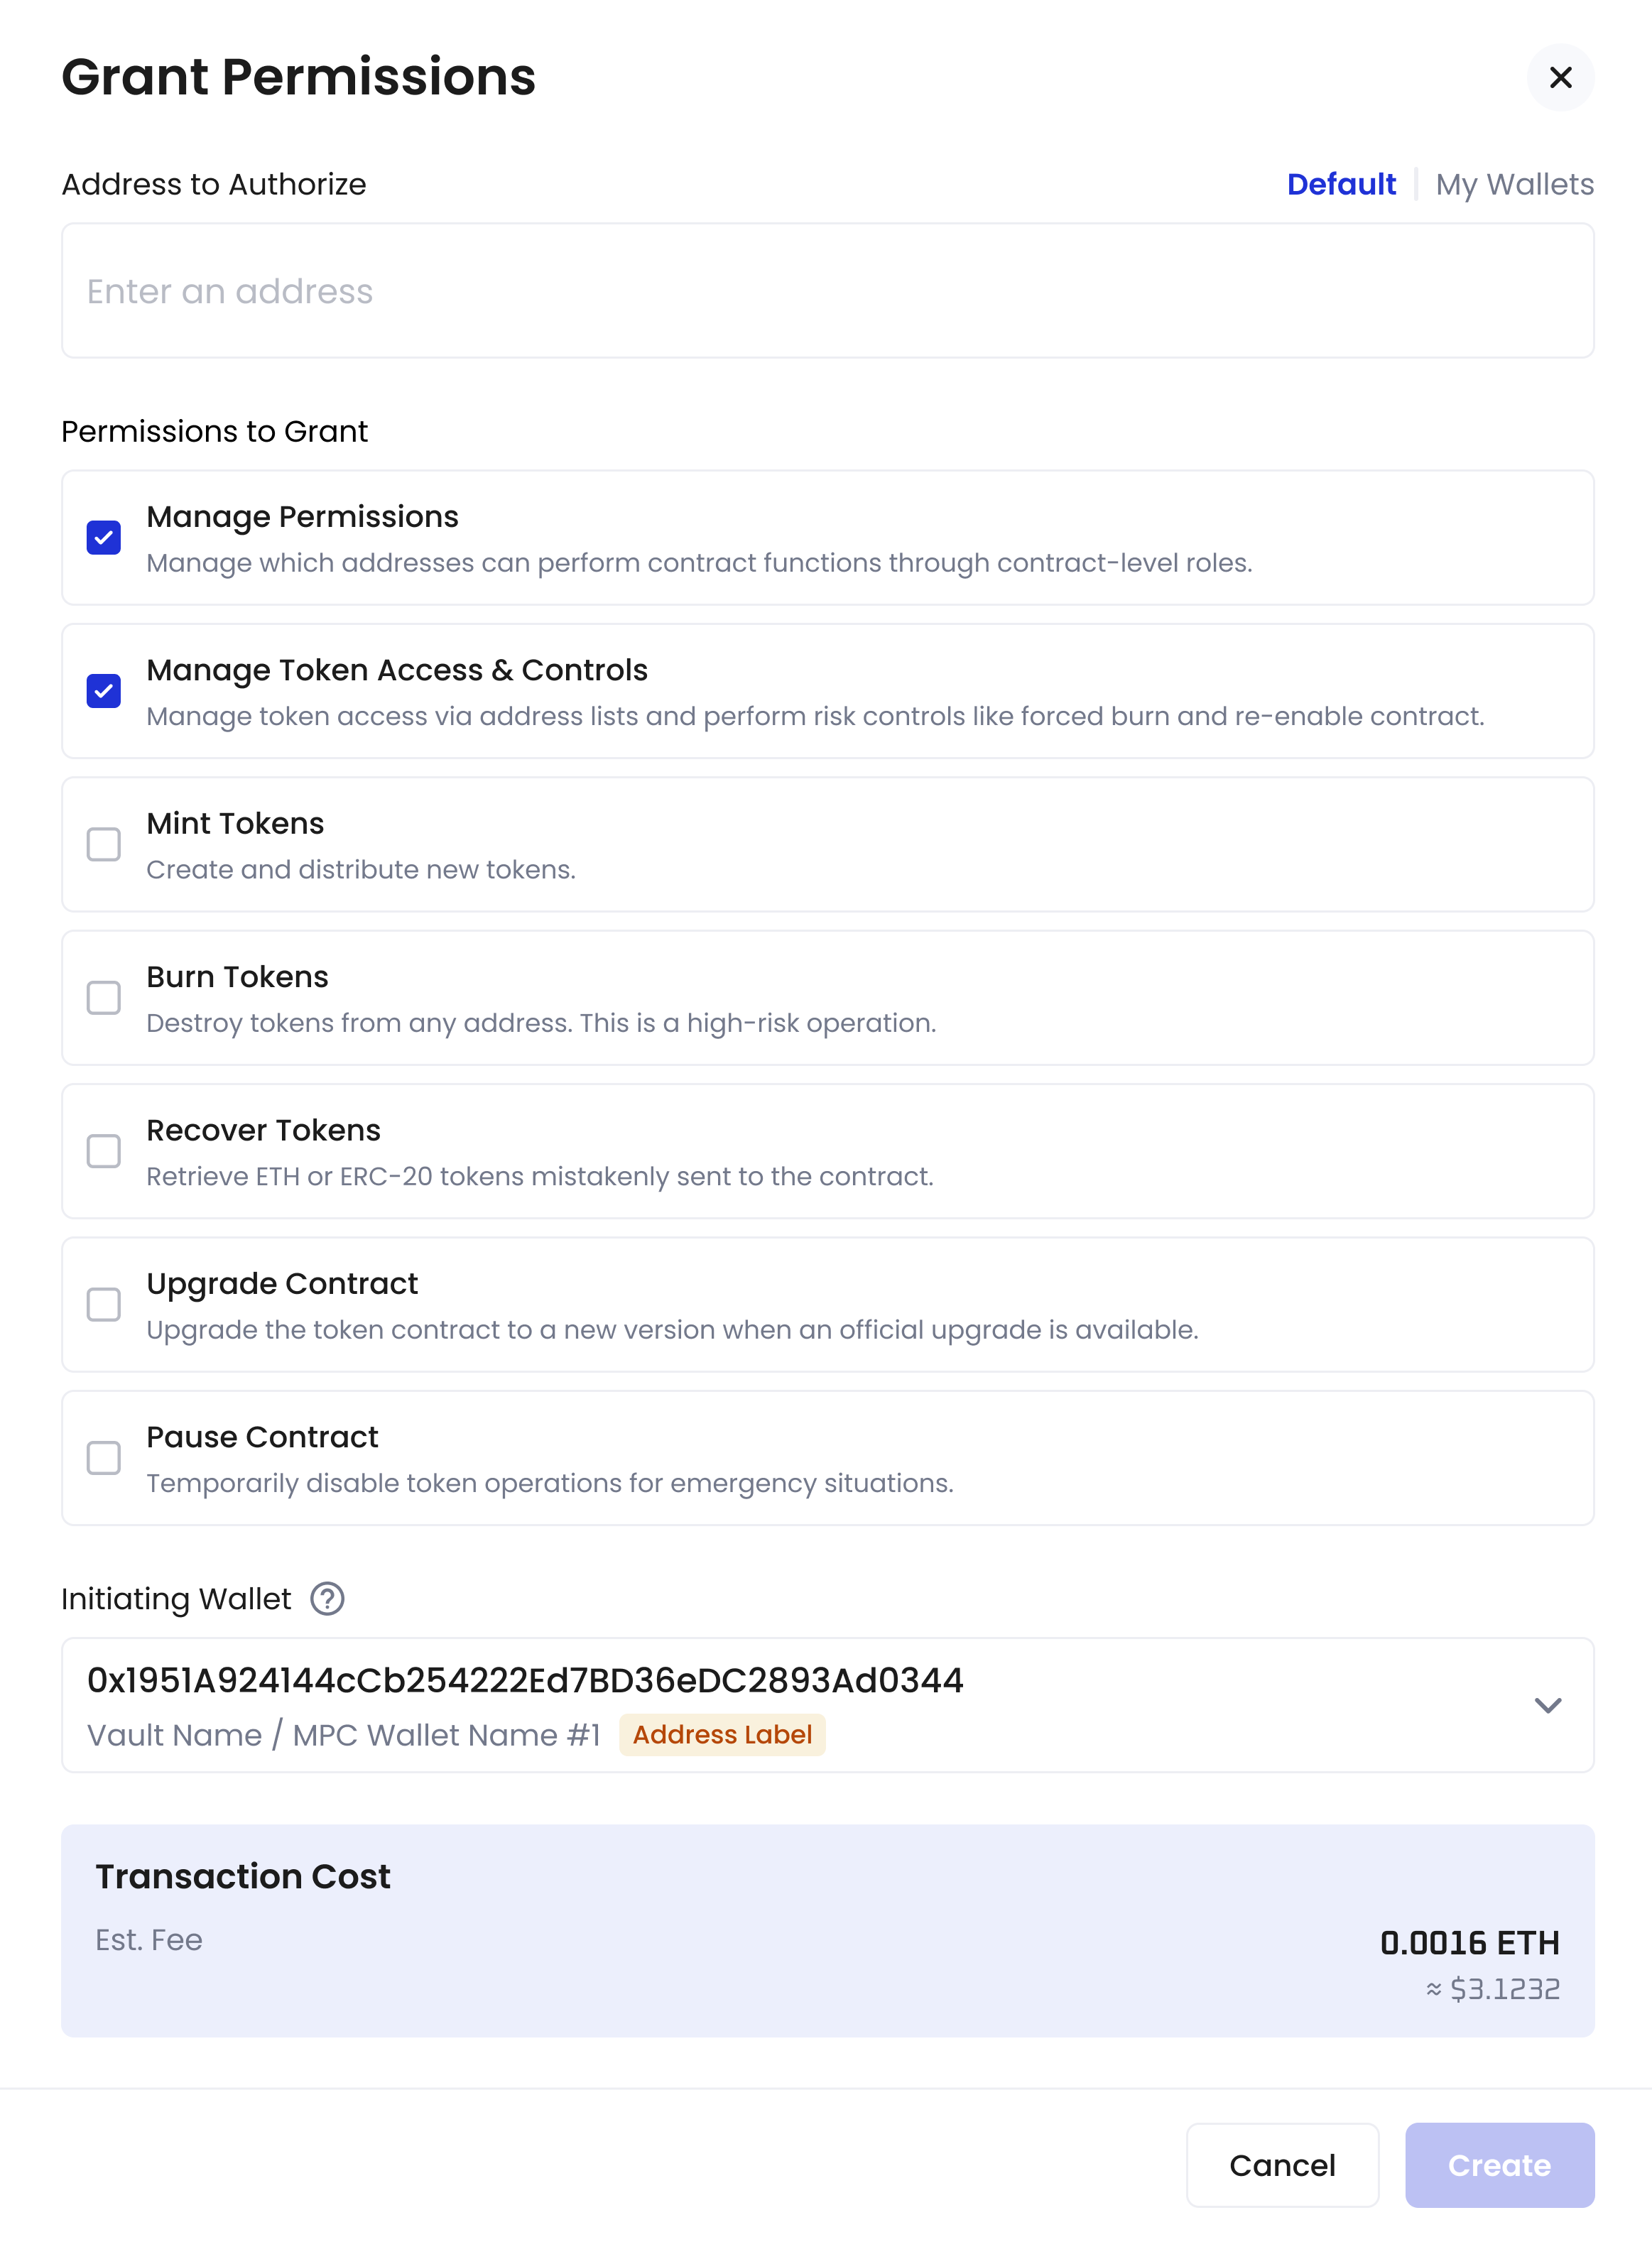 Grant Permissions
Address to Authorize
Default | My Wallets
Enter an address
Permissions to Grant
Manage Permissions
Manage which addresses can perform contract functions through contract-level roles.
Manage Token Access & Controls
Manage token access via address lists and perform risk controls like forced burn and re-enable contract.
Mint Tokens
Create and distribute new tokens.
Burn Tokens
Destroy tokens from any address. This is a high-risk operation.
Recover Tokens
Retrieve ETH or ERC-20 tokens mistakenly sent to the contract.
Upgrade Contract
Upgrade the token contract to a new version when an official upgrade is available.
Pause Contract
Temporarily disable token operations for emergency situations.
Initiating Wallet ?
0x1951A924144cCb254222Ed7BD36eDC2893Ad0344
Vault Name / MPC Wallet Name #1 Address Label
Transaction Cost
Est. Fee
0.0016 ETH
≈ $3.1232
Cancel
Create